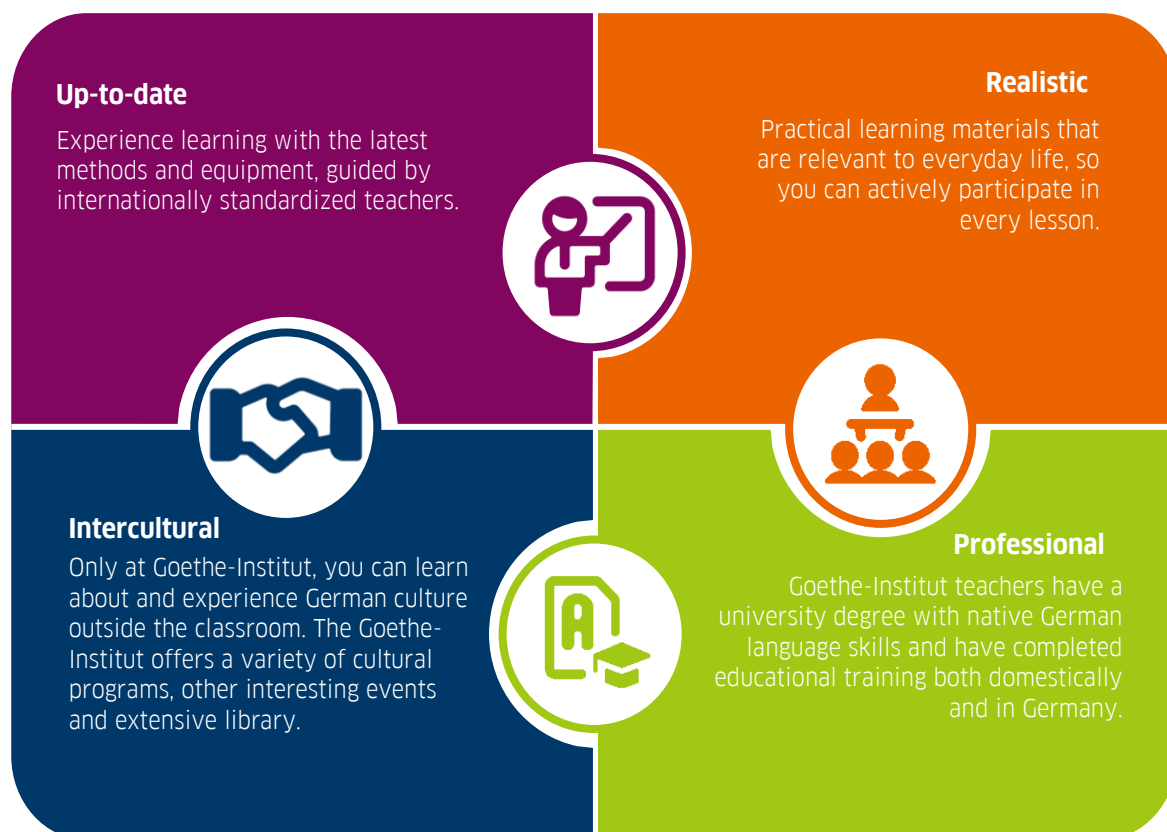 Up-to-date
Experience learning with the latest
methods and equipment, guided by
internationally standardized teachers.
Realistic
Practical learning materials that
are relevant to everyday life, so
you can actively participate in
every lesson.
Intercultural
Only at Goethe-Institut, you can learn
about and experience German culture
outside the classroom. The Goethe-
Institut offers a variety of cultural
programs, other interesting events
and extensive library.
A
Professional
Goethe-Institut teachers have a
university degree with native German
language skills and have completed
educational training both domestically
and in Germany.